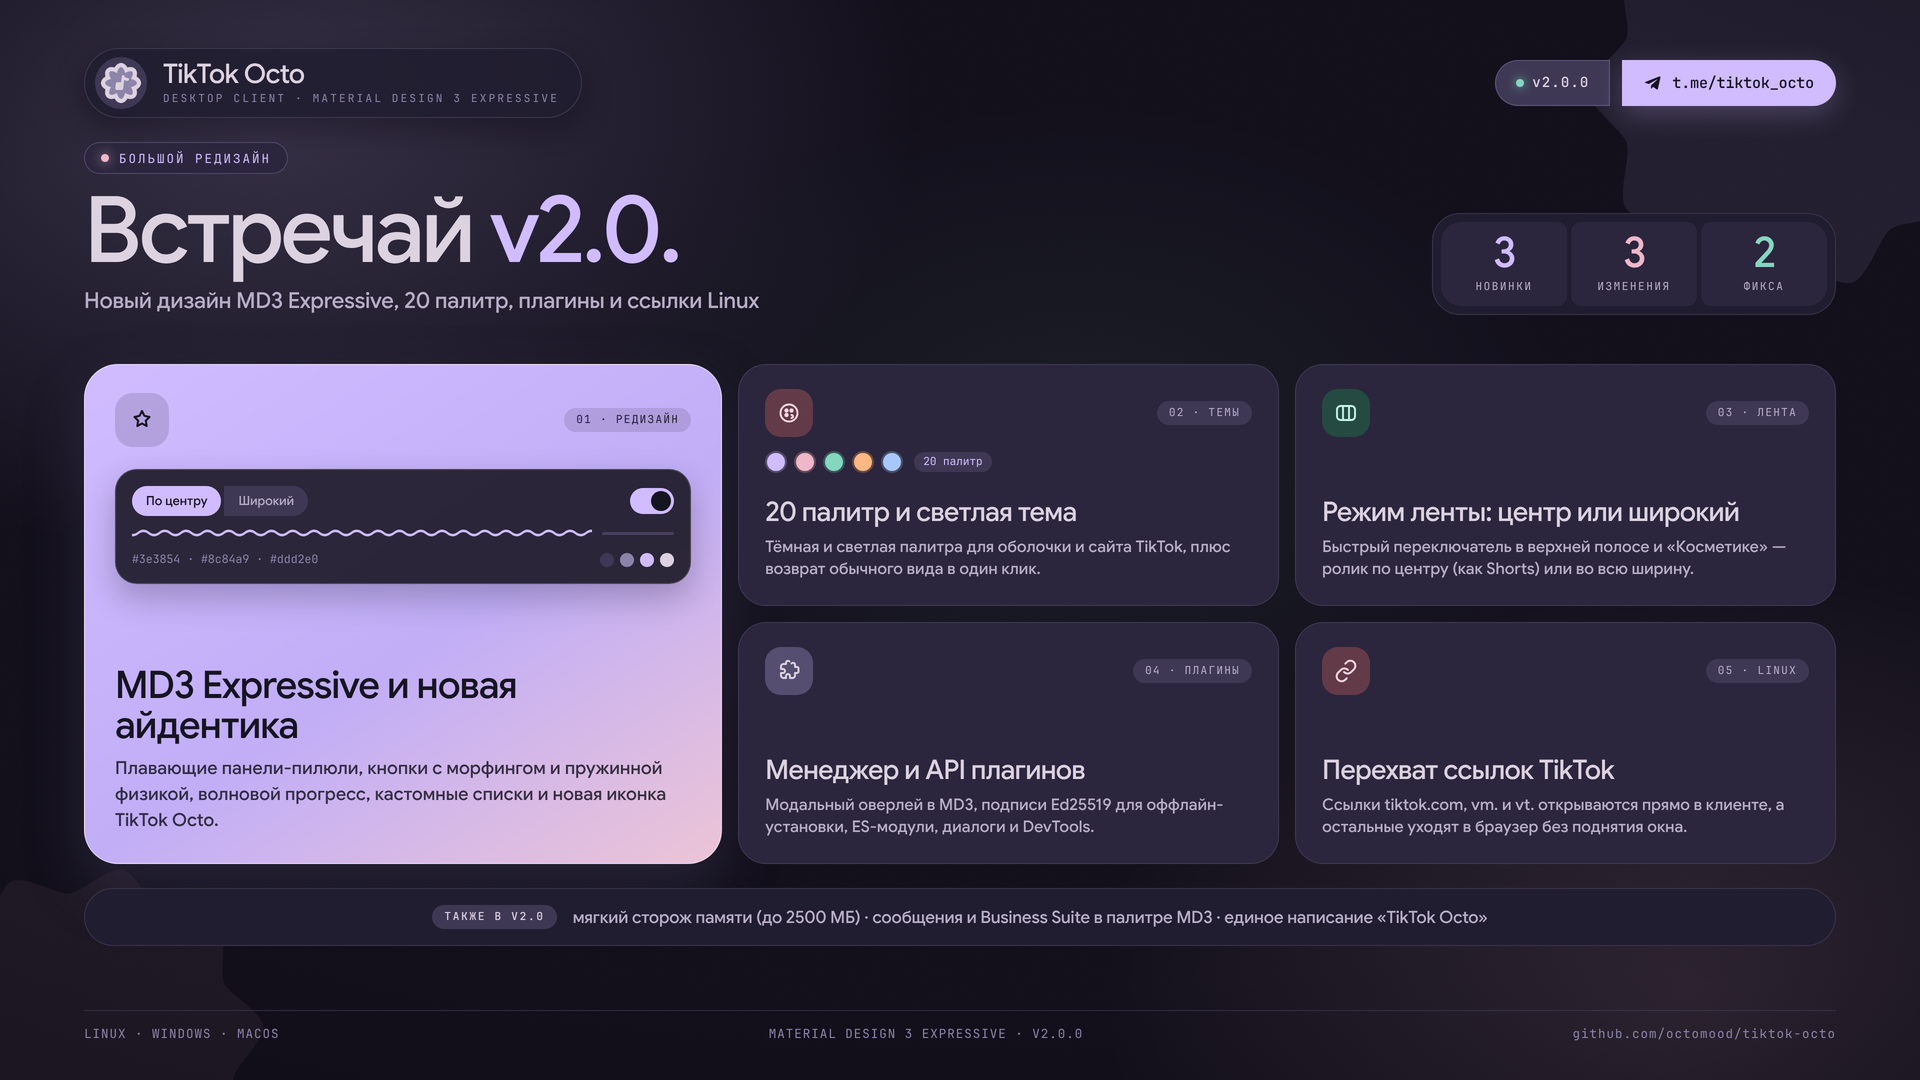 TikTok Octo
DESKTOP CLIENT · MATERIAL DESIGN 3 EXPRESSIVE
v2.0.0
t.me/tiktok_octo
БОЛЬШОЙ РЕДИЗАЙН
Встречай v2.0.
Новый дизайн MD3 Expressive, 20 палитр, плагины и ссылки Linux
3
НОВИНКИ
3
ИЗМЕНЕНИЯ
2
ФИКСА
01 · РЕДИЗАЙН
По центру
Широкий
#3e3854 · #8c84a9 · #ddd2e0
MD3 Expressive и новая
айдентика
Плавающие панели-пилюли, кнопки с морфингом и пружинной
физикой, волновой прогресс, кастомные списки и новая иконка
TikTok Octo.
02 · ТЕМЫ
20 палитр
20 палитр и светлая тема
Тёмная и светлая палитра для оболочки и сайта TikTok, плюс
возврат обычного вида в один клик.
03 · ЛЕНТА
Режим ленты: центр или широкий
Быстрый переключатель в верхней полосе и «Косметике» —
ролик по центру (как Shorts) или во всю ширину.
04 · ПЛАГИНЫ
Менеджер и API плагинов
Модальный оверлей в MD3, подписи Ed25519 для оффлайн-
установки, ES-модули, диалоги и DevTools.
05 · LINUX
Перехват ссылок TikTok
Ссылки tiktok.com, vm. и vt. открываются прямо в клиенте, а
остальные уходят в браузер без поднятия окна.
ТАКЖЕ В V2.0
мягкий сторож памяти (до 2500 МБ) · сообщения и Business Suite в палитре MD3 · единое написание «TikTok Octo»
LINUX · WINDOWS · MACOS
MATERIAL DESIGN 3 EXPRESSIVE · V2.0.0
github.com/octomood/tiktok-octo